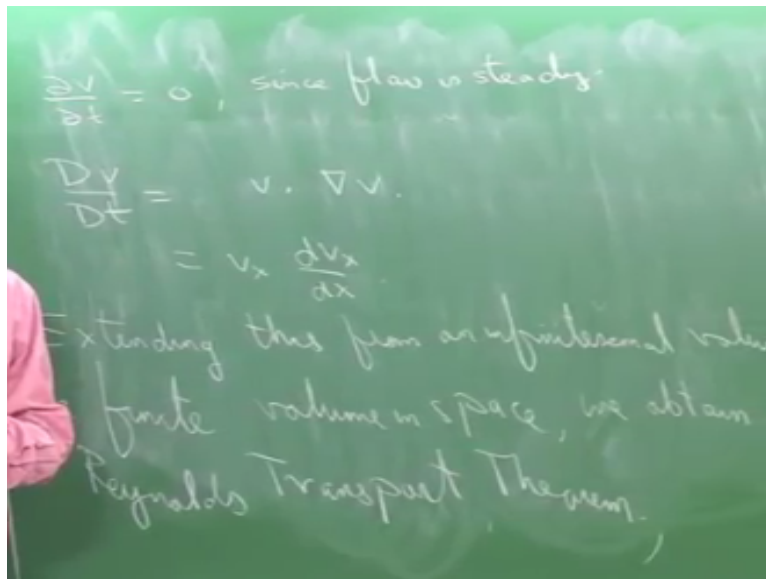 ∂v/∂t = 0, since flow is steady.
Dv/Dt = v. ∇v.
= vₓ dvₓ/dx.
Extending this from an infinitesimal
finite volume in space, we obtain
Reynolds Transport Theorem,